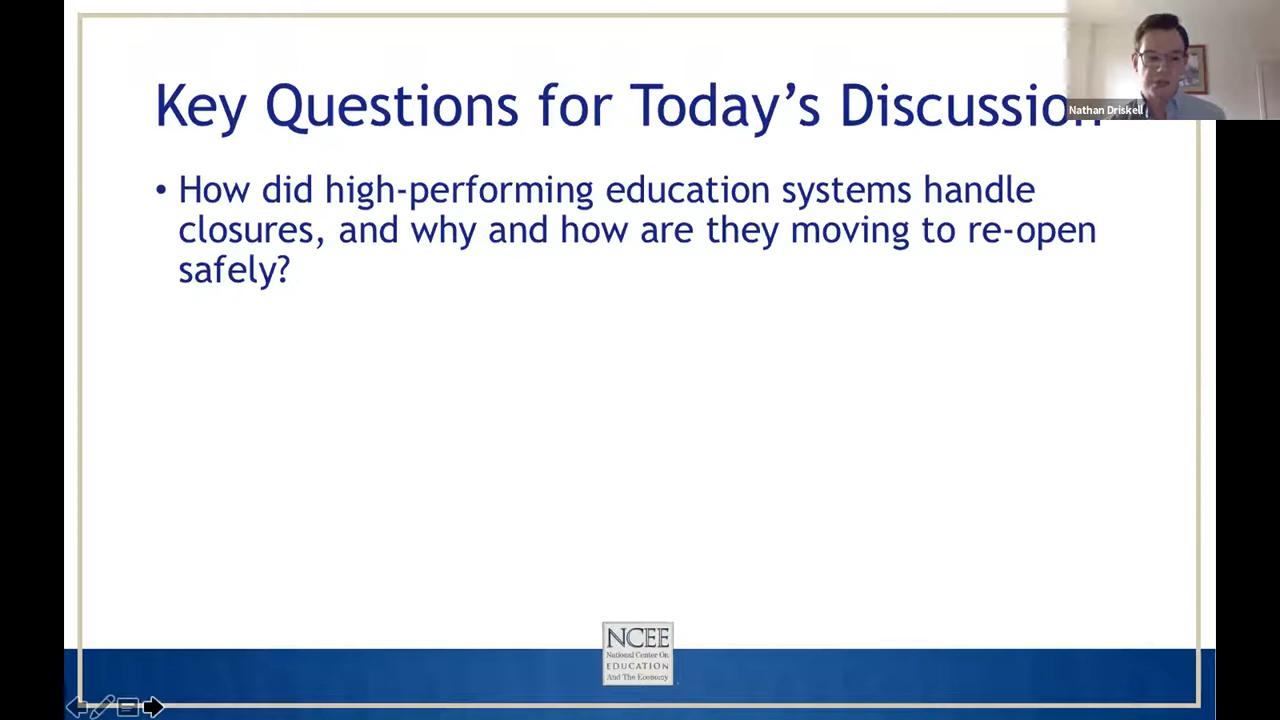 Key Questions for Today's Discussion
Nathan Driskell
• How did high-performing education systems handle
closures, and why and how are they moving to re-open
safely?
NCEE
National Center On
EDUCATION
And The Economy